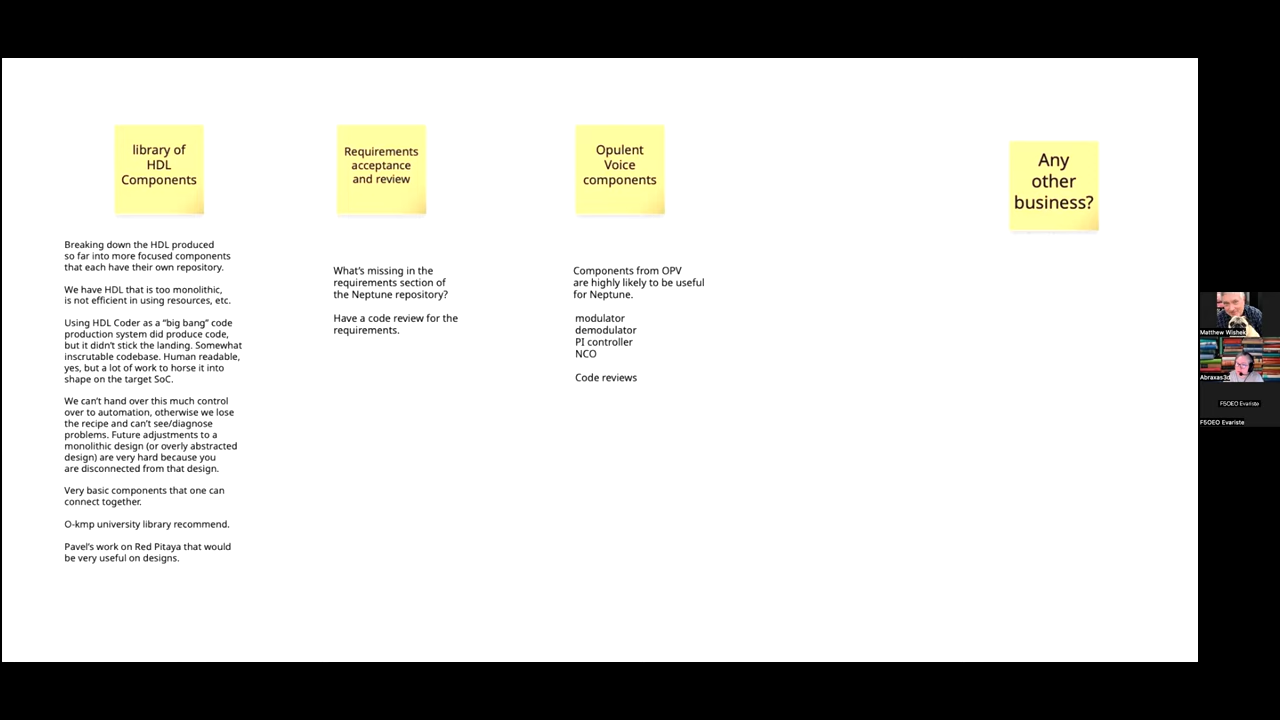 library of
HDL
Components
Requirements
acceptance
and review
Opulent
Voice
components
Any
other
business?
Breaking down the HDL produced
so far into more focused components
that each have their own repository.
We have HDL that is too monolithic,
is not efficient in using resources, etc.
Using HDL Coder as a “big bang” code
production system did produce code,
but it didn’t stick the landing. Somewhat
inscrutable codebase. Human readable,
yes, but a lot of work to horse it into
shape on the target SoC.
We can’t hand over this much control
over to automation, otherwise we lose
the recipe and can’t see/diagnose
problems. Future adjustments to a
monolithic design (or overly abstracted
design) are very hard because you
are disconnected from that design.
Very basic components that one can
connect together.
O-kmp university library recommend.
Pavel’s work on Red Pitaya that would
be very useful on designs.
What’s missing in the
requirements section of
the Neptune repository?
Have a code review for the
requirements.
Components from OPV
are highly likely to be useful
for Neptune.
modulator
demodulator
PI controller
NCO
Code reviews
Matthew Wishek
Abraxas3d
F5OEO Evariste
F5OEO Evariste